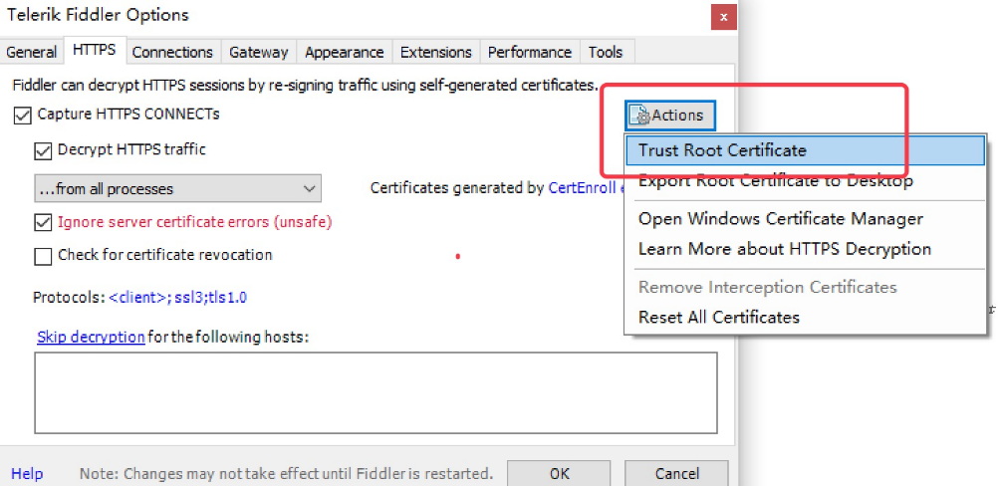 Telerik Fiddler Options
x
General HTTPS Connections Gateway Appearance Extensions Performance Tools
Fiddler can decrypt HTTPS sessions by re-signing traffic using self-generated certificates.
Capture HTTPS CONNECTs
Actions
Decrypt HTTPS traffic
Trust Root Certificate
...from all processes
Certificates generated by CertEnroll
Export Root Certificate to Desktop
Ignore server certificate errors (unsafe)
Open Windows Certificate Manager
Check for certificate revocation
Learn More about HTTPS Decryption
Protocols: <client>; ssl3;tls1.0
Remove Interception Certificates
Reset All Certificates
Skip decryption for the following hosts:
Help
Note: Changes may not take effect until Fiddler is restarted.
OK
Cancel